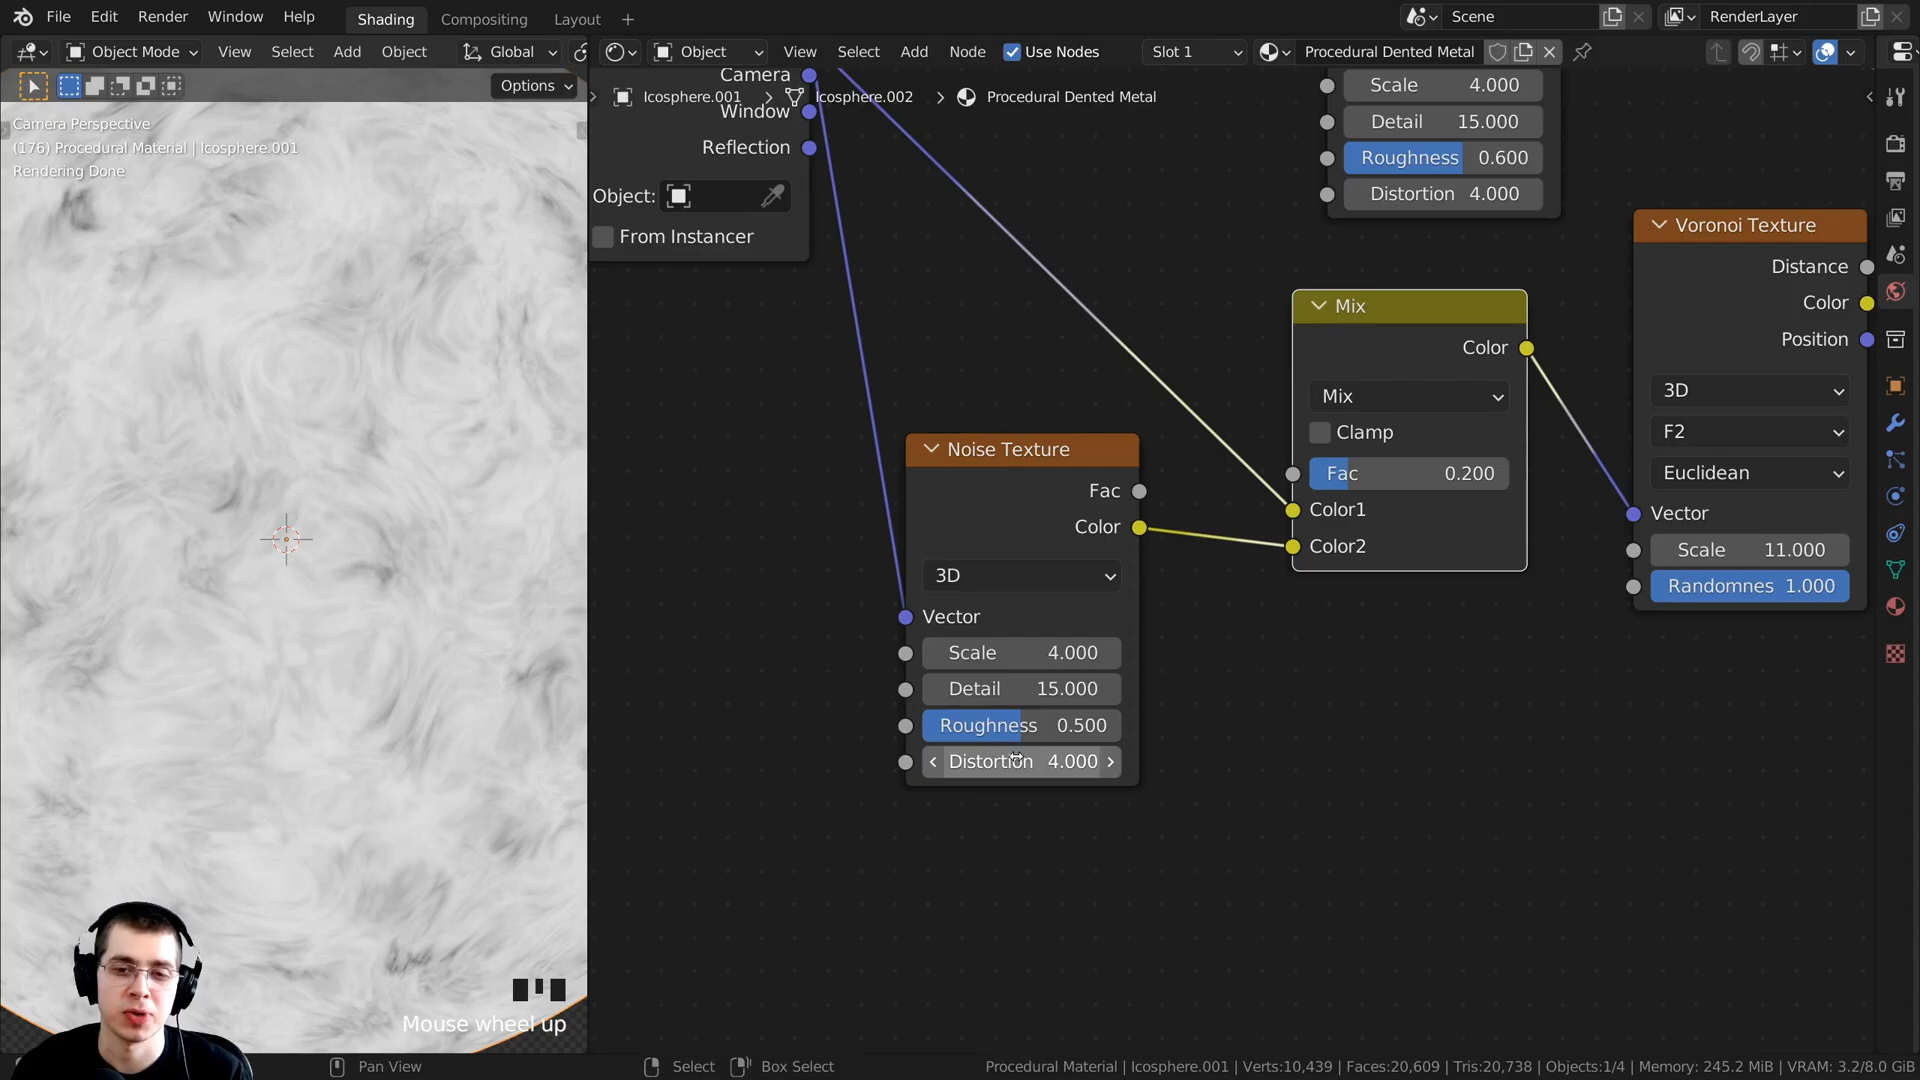 File Edit Render Window Help Shading Compositing Layout + Scene RenderLayer
Object Mode View Select Add Object Global Object View Select Add Node Use Nodes Slot 1 Procedural Dented Metal
Options
Camera Perspective
(176) Procedural Material | Icosphere.001
Rendering Done
Camera
Icosphere.001 > Icosphere.002 > Procedural Dented Metal
Window
Reflection
Object:
From Instancer
Scale 4.000
Detail 15.000
Roughness 0.600
Distortion 4.000
Voronoi Texture
Distance
Color
Position
3D
F2
Euclidean
Vector
Scale 11.000
Randomnes 1.000
Mix
Color
Mix
Clamp
Fac 0.200
Color1
Color2
Noise Texture
Fac
Color
3D
Vector
Scale 4.000
Detail 15.000
Roughness 0.500
Distortion 4.000
Mouse wheel up
Pan View Select Box Select Procedural Material | Icosphere.001 | Verts:10,439 | Faces:20,609 | Tris:20,738 | Objects:1/4 | Memory: 245.2 MiB | VRAM: 3.2/8.0 GiB